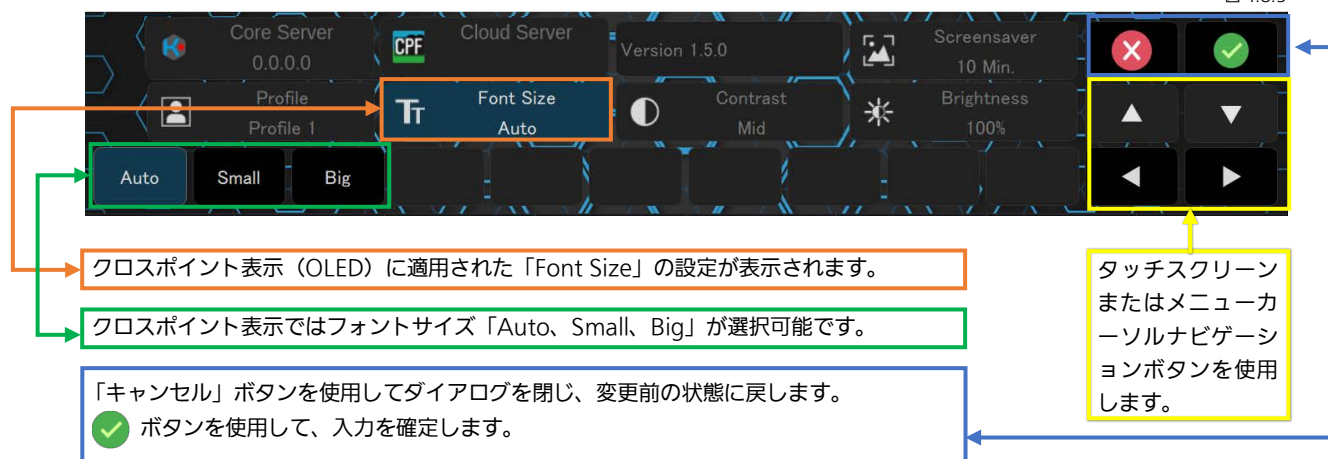 Core Server
0.0.0.0
CPF
Cloud Server
Version 1.5.0
Screensaver
10 Min.
Profile
Profile 1
TT
Font Size
Auto
Contrast
Mid
Brightness
100%
Auto
Small
Big
クロスポイント表示（OLED）に適用された「Font Size」の設定が表示されます。
クロスポイント表示ではフォントサイズ「Auto、Small、Big」が選択可能です。
「キャンセル」ボタンを使用してダイアログを閉じ、変更前の状態に戻します。
ボタンを使用して、入力を確定します。
タッチスクリーン
またはメニューカ
ーソルナビゲーシ
ョンボタンを使用
します。